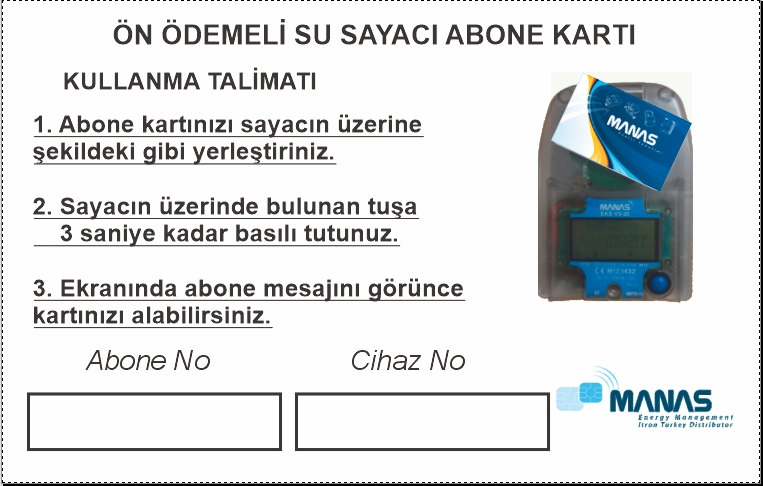 ÖN ÖDEMELİ SU SAYACI ABONE KARTI
KULLANMA TALİMATI
1. Abone kartınızı sayacın üzerine
şekildeki gibi yerleştiriniz.
2. Sayacın üzerinde bulunan tuşa
3 saniye kadar basılı tutunuz.
3. Ekranında abone mesajını görünce
kartınızı alabilirsiniz.
MANAS
MANAS
Abone No
Cihaz No
MANAS
Energy Management
Itron Turkey Distributor